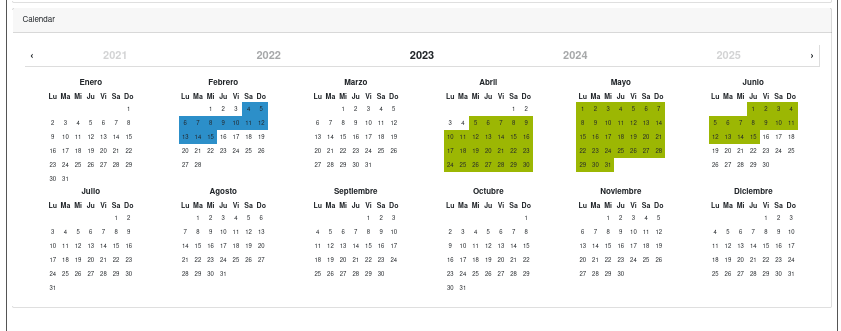 Calendar
‹ 2021 2022 2023 2024 2025 ›
Enero Febrero Marzo Abril Mayo Junio
Lu Ma Mi Ju Vi Sa Do Lu Ma Mi Ju Vi Sa Do Lu Ma Mi Ju Vi Sa Do Lu Ma Mi Ju Vi Sa Do Lu Ma Mi Ju Vi Sa Do Lu Ma Mi Ju Vi Sa Do
1 1 2 3 4 5 1 2 3 4 5 1 2 1 2 3 4 5 6 7 1 2 3 4
2 3 4 5 6 7 8 6 7 8 9 10 11 12 6 7 8 9 10 11 12 3 4 5 6 7 8 9 8 9 10 11 12 13 14 5 6 7 8 9 10 11
9 10 11 12 13 14 15 13 14 15 16 17 18 19 13 14 15 16 17 18 19 10 11 12 13 14 15 16 15 16 17 18 19 20 21 12 13 14 15 16 17 18
16 17 18 19 20 21 22 20 21 22 23 24 25 26 20 21 22 23 24 25 26 17 18 19 20 21 22 23 22 23 24 25 26 27 28 19 20 21 22 23 24 25
23 24 25 26 27 28 29 27 28 27 28 29 30 31 24 25 26 27 28 29 30 29 30 31 26 27 28 29 30
30 31
Julio Agosto Septiembre Octubre Noviembre Diciembre
Lu Ma Mi Ju Vi Sa Do Lu Ma Mi Ju Vi Sa Do Lu Ma Mi Ju Vi Sa Do Lu Ma Mi Ju Vi Sa Do Lu Ma Mi Ju Vi Sa Do Lu Ma Mi Ju Vi Sa Do
1 2 1 2 3 4 5 6 1 2 3 1 1 2 3 4 5 1 2 3
3 4 5 6 7 8 9 7 8 9 10 11 12 13 4 5 6 7 8 9 10 2 3 4 5 6 7 8 6 7 8 9 10 11 12 4 5 6 7 8 9 10
10 11 12 13 14 15 16 14 15 16 17 18 19 20 11 12 13 14 15 16 17 9 10 11 12 13 14 15 13 14 15 16 17 18 19 11 12 13 14 15 16 17
17 18 19 20 21 22 23 21 22 23 24 25 26 27 18 19 20 21 22 23 24 16 17 18 19 20 21 22 20 21 22 23 24 25 26 18 19 20 21 22 23 24
24 25 26 27 28 29 30 28 29 30 31 25 26 27 28 29 30 23 24 25 26 27 28 29 27 28 29 30 25 26 27 28 29 30 31
31 30 31